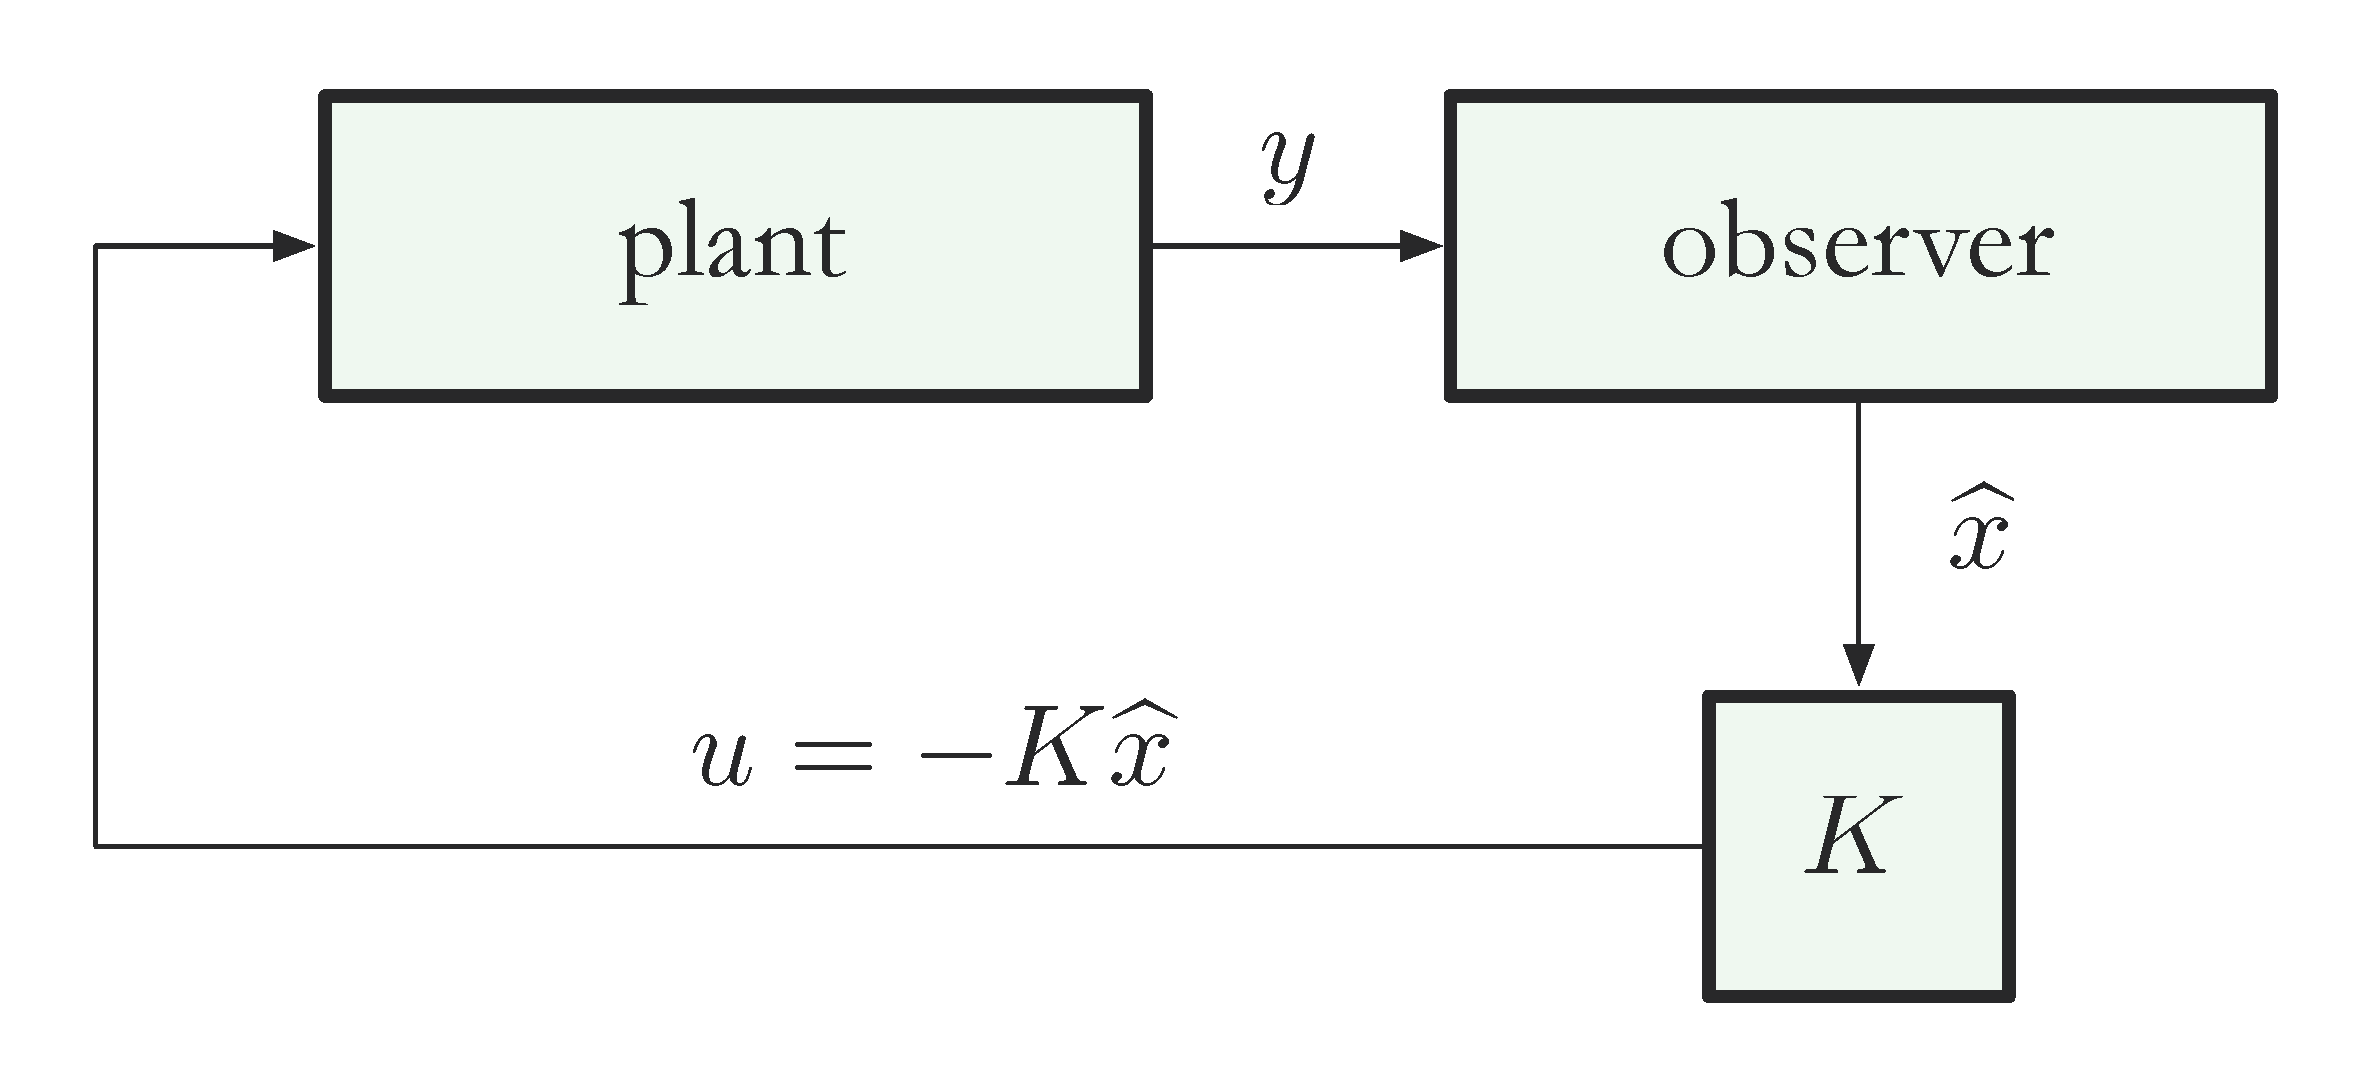 plant
y
observer
x̂
u = −Kx̂
K